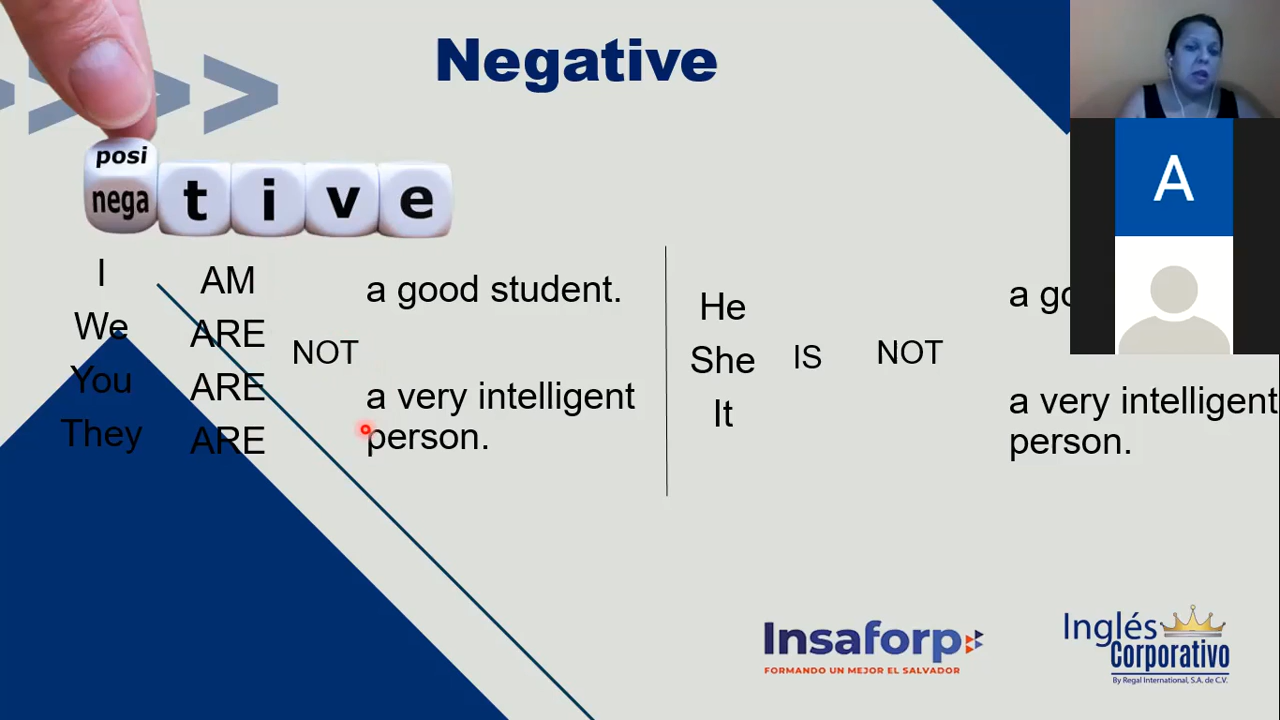 Negative
posi
nega
t i v e
I AM
We ARE
You ARE
They ARE
NOT
a good student.
a very intelligent
person.
He
She
It
IS
NOT
a
a very intelligent
person.
A
Insaforp
FORMANDO UN MEJOR EL SALVADOR
Inglés
Corporativo
By Regal International, S.A. de C.V.